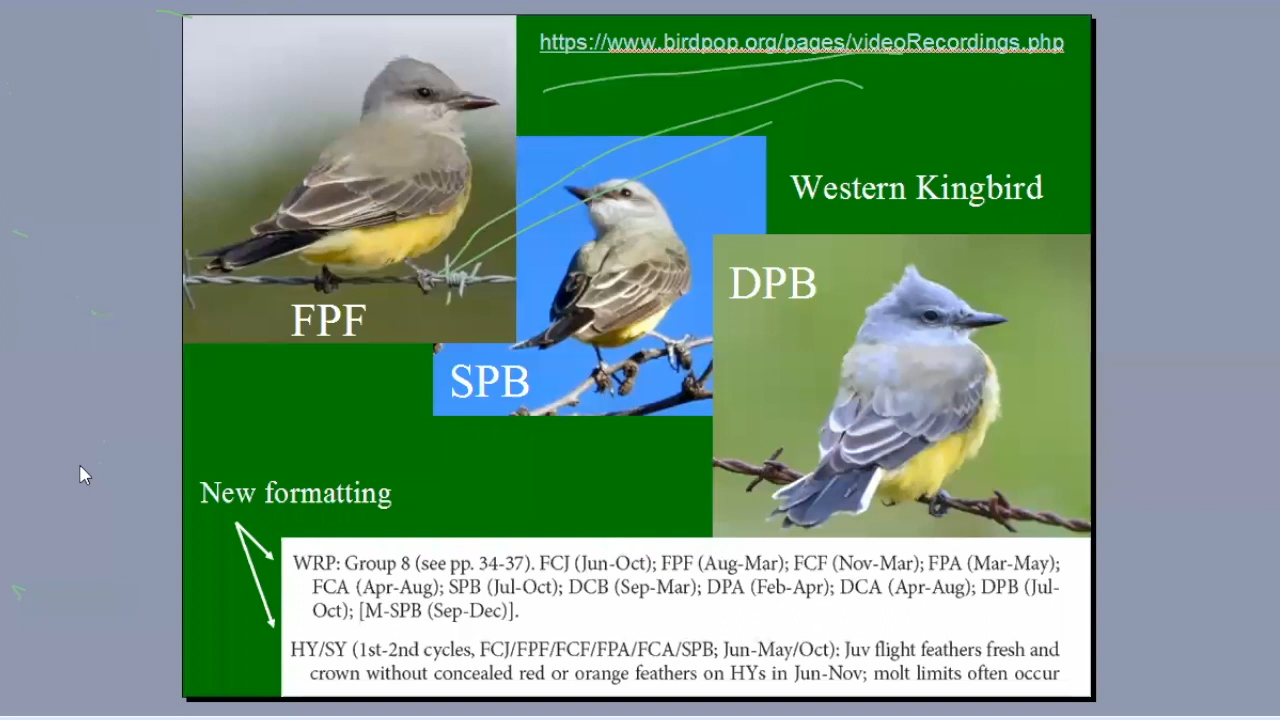 https://www.birdpop.org/pages/videoRecordings.php
Western Kingbird
DPB
FPF
SPB
New formatting
WRP: Group 8 (see pp. 34-37). FCJ (Jun-Oct); FPF (Aug-Mar); FCF (Nov-Mar); FPA (Mar-May);
FCA (Apr-Aug); SPB (Jul-Oct); DCB (Sep-Mar); DPA (Feb-Apr); DCA (Apr-Aug); DPB (Jul-
Oct); [M-SPB (Sep-Dec)].
HY/SY (1st-2nd cycles, FCJ/FPF/FCF/FPA/FCA/SPB; Jun-May/Oct): Juv flight feathers fresh and
crown without concealed red or orange feathers on HYs in Jun-Nov; molt limits often occur